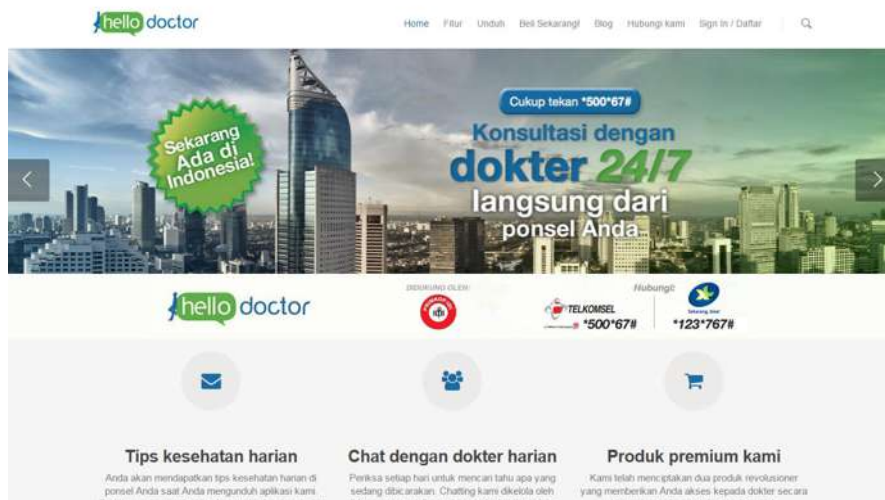 hello doctor
Home Fitur Unduh Beli Sekarang! Blog Hubungi kami Sign In / Daftar
Cukup tekan *500*67#
Sekarang
Ada di
Indonesia!
Konsultasi dengan
dokter 24/7
langsung dari
ponsel Anda
hello doctor
DIDUKUNG OLEH:
Hubungi:
TELKOMSEL
*500*67#
*123*767#
Tips kesehatan harian
Chat dengan dokter harian
Produk premium kami
Anda akan mendapatkan tips kesehatan harian di
ponsel Anda saat Anda mengunduh aplikasi kami.
Periksa setiap hari untuk mencari tahu apa yang
sedang dibicarakan. Chatting kami dikelola oleh
Kami telah menciptakan dua produk revolusioner
yang memberikan Anda akses kepada dokter secara